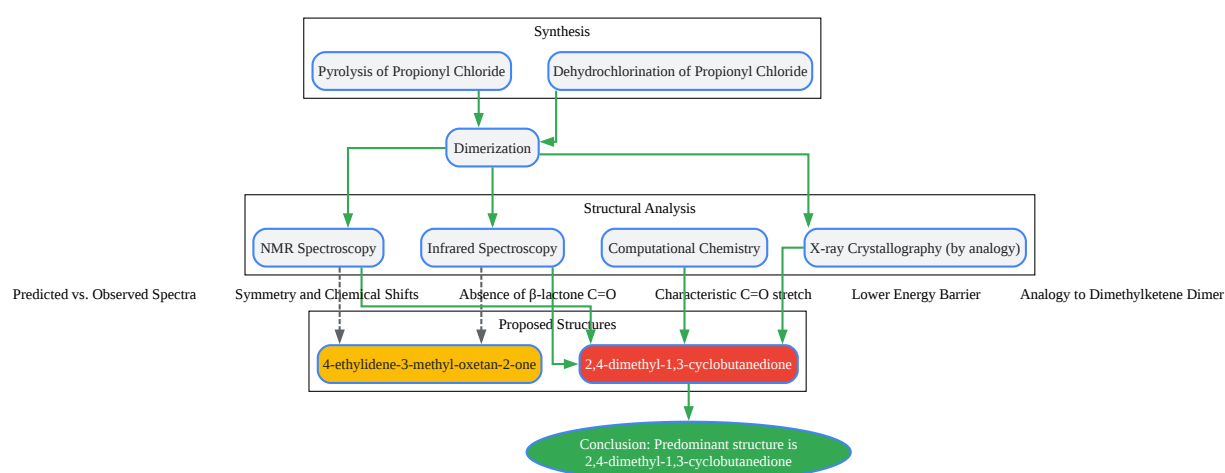 Synthesis
Pyrolysis of Propionyl Chloride
Dehydrochlorination of Propionyl Chloride
Dimerization
Structural Analysis
NMR Spectroscopy
Infrared Spectroscopy
Computational Chemistry
X-ray Crystallography (by analogy)
Predicted vs. Observed Spectra
Symmetry and Chemical Shifts
Absence of β-lactone C=O
Characteristic C=O stretch
Lower Energy Barrier
Analogy to Dimethylketene Dimer
Proposed Structures
4-ethylidene-3-methyl-oxetan-2-one
2,4-dimethyl-1,3-cyclobutanedione
Conclusion: Predominant structure is
2,4-dimethyl-1,3-cyclobutanedione